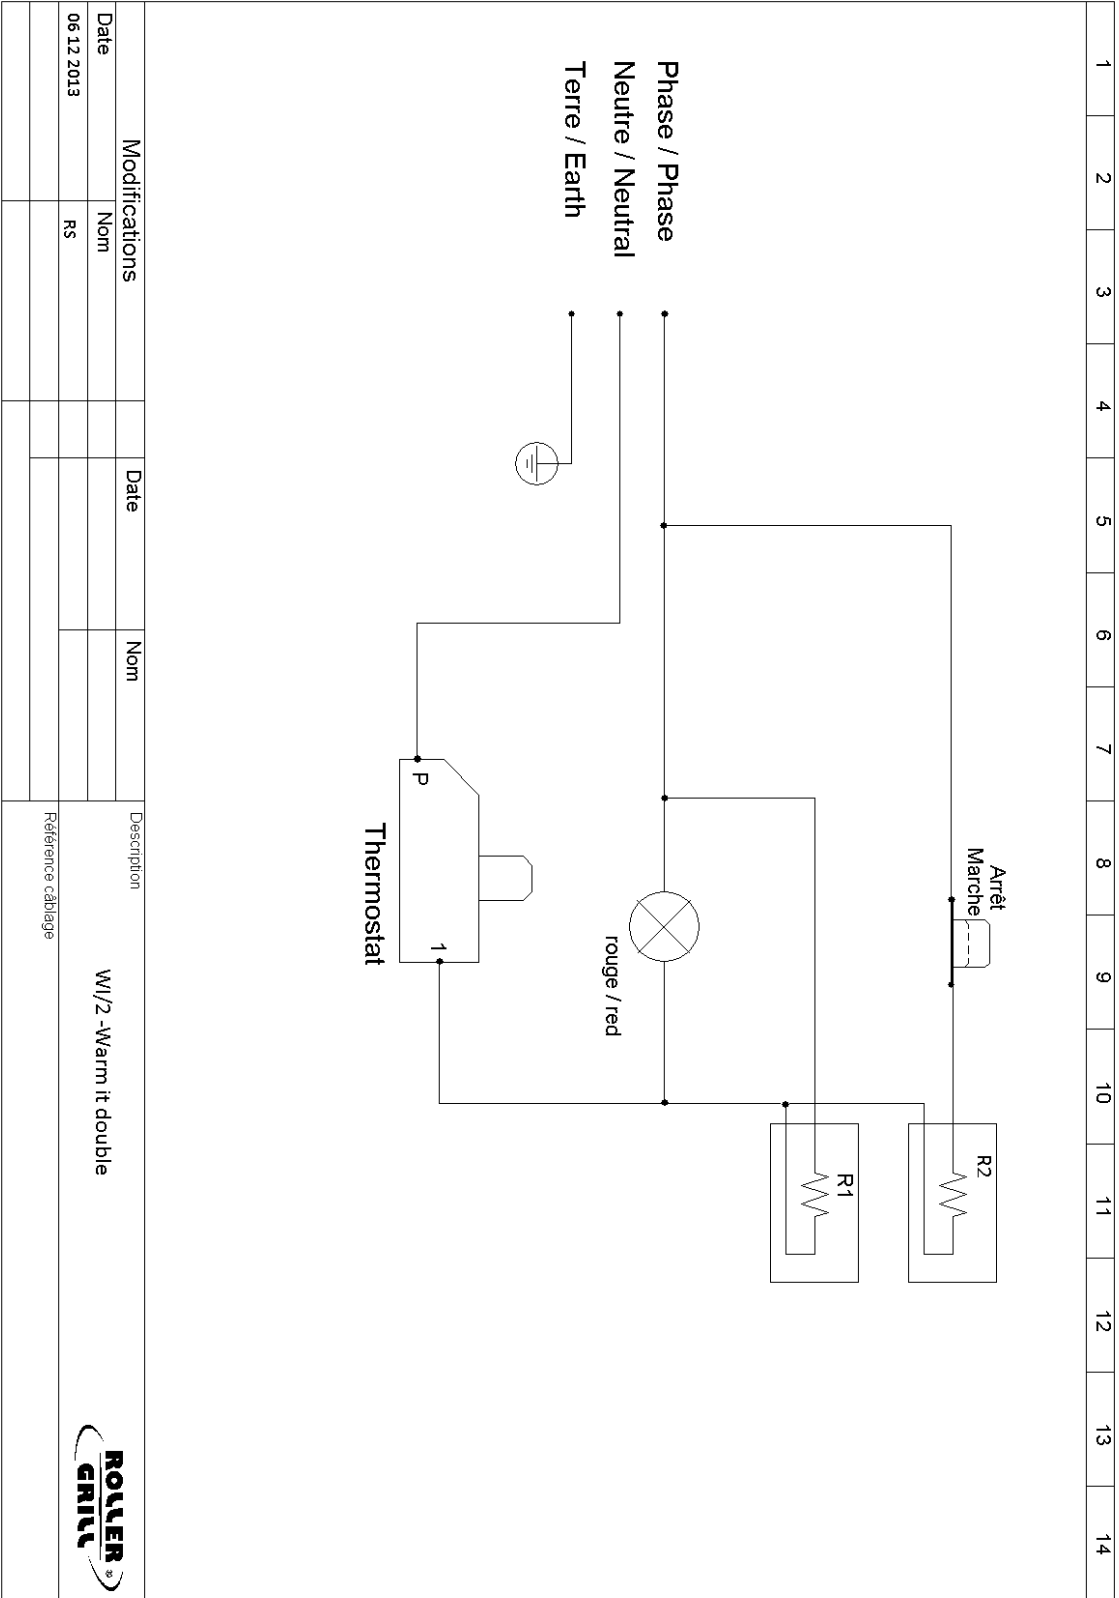 1 2 3 4 5 6 7 8 9 10 11 12 13 14
Arrêt
Marche
R2
R1
Phase / Phase
Neutre / Neutral
Terre / Earth
rouge / red
P
1
Thermostat
Modifications Date Nom Description
Date Nom
WI/2 -Warm it double
06 12 2013 RS
Référence câblage
ROLLER ®
GRILL